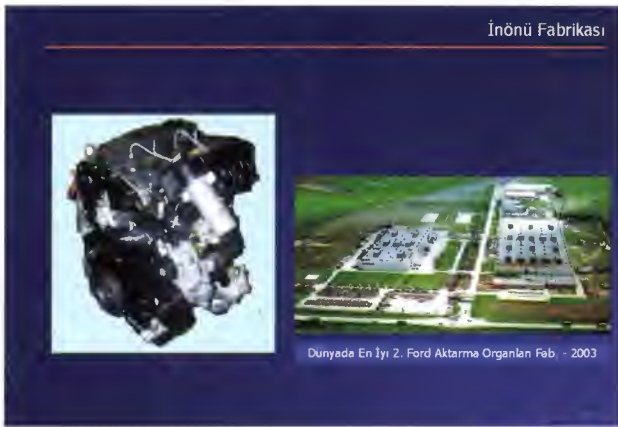 İnönü Fabrikası
Dunyada En İyı 2. Ford Aktarma Organları Fab. - 2003